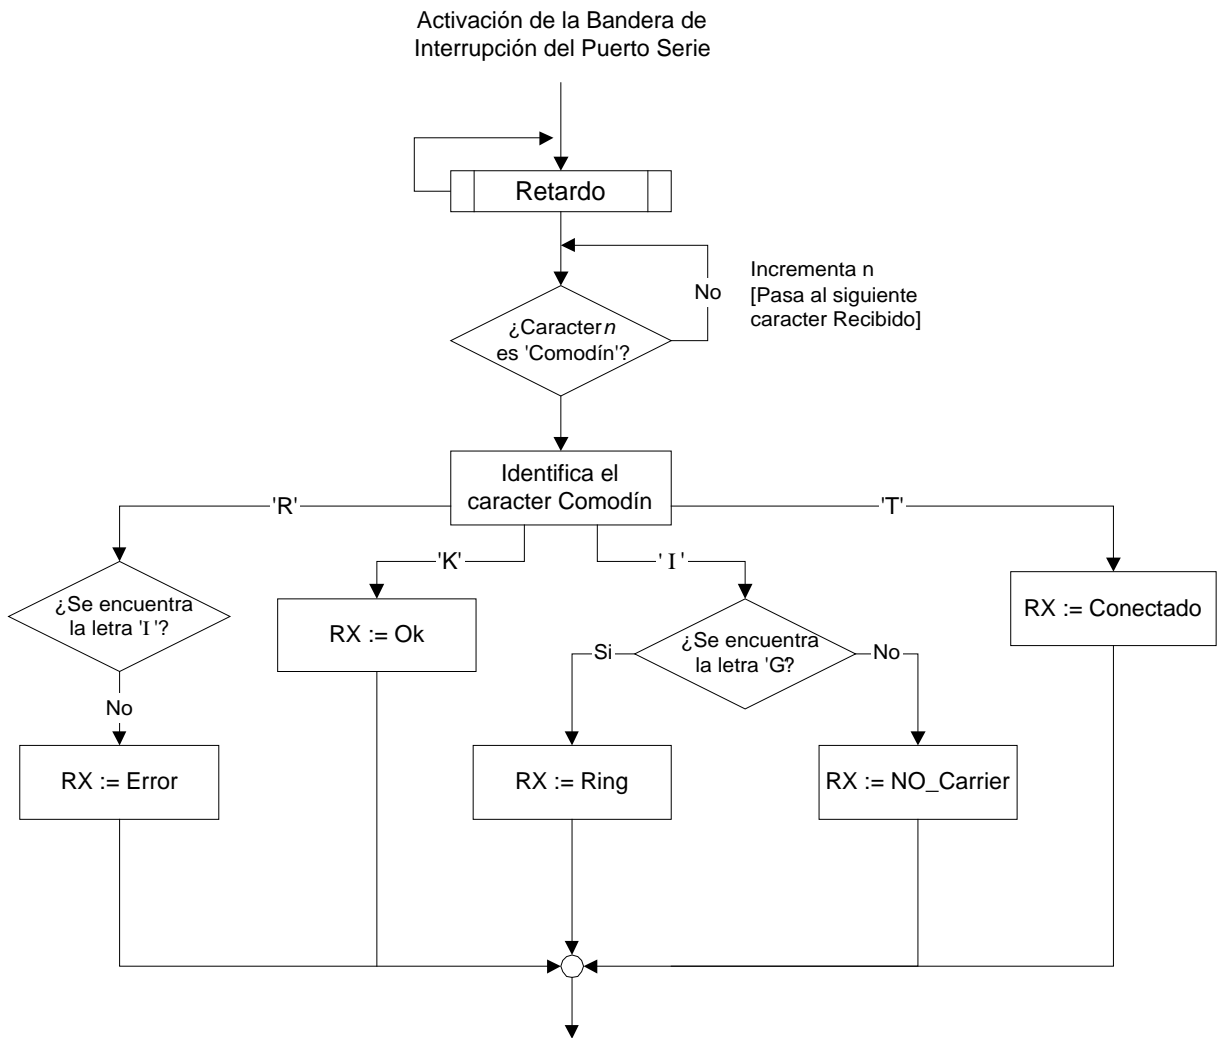 Activación de la Bandera de
Interrupción del Puerto Serie
Retardo
No
Incrementa n
[Pasa al siguiente
caracter Recibido]
¿Caracter n
es 'Comodín'?
Identifica el
caracter Comodín
'R'
'T'
'K'
' I '
¿Se encuentra
la letra 'I '?
RX := Ok
Si
¿Se encuentra
la letra 'G'?
No
RX := Conectado
No
RX := Error
RX := Ring
RX := NO_Carrier